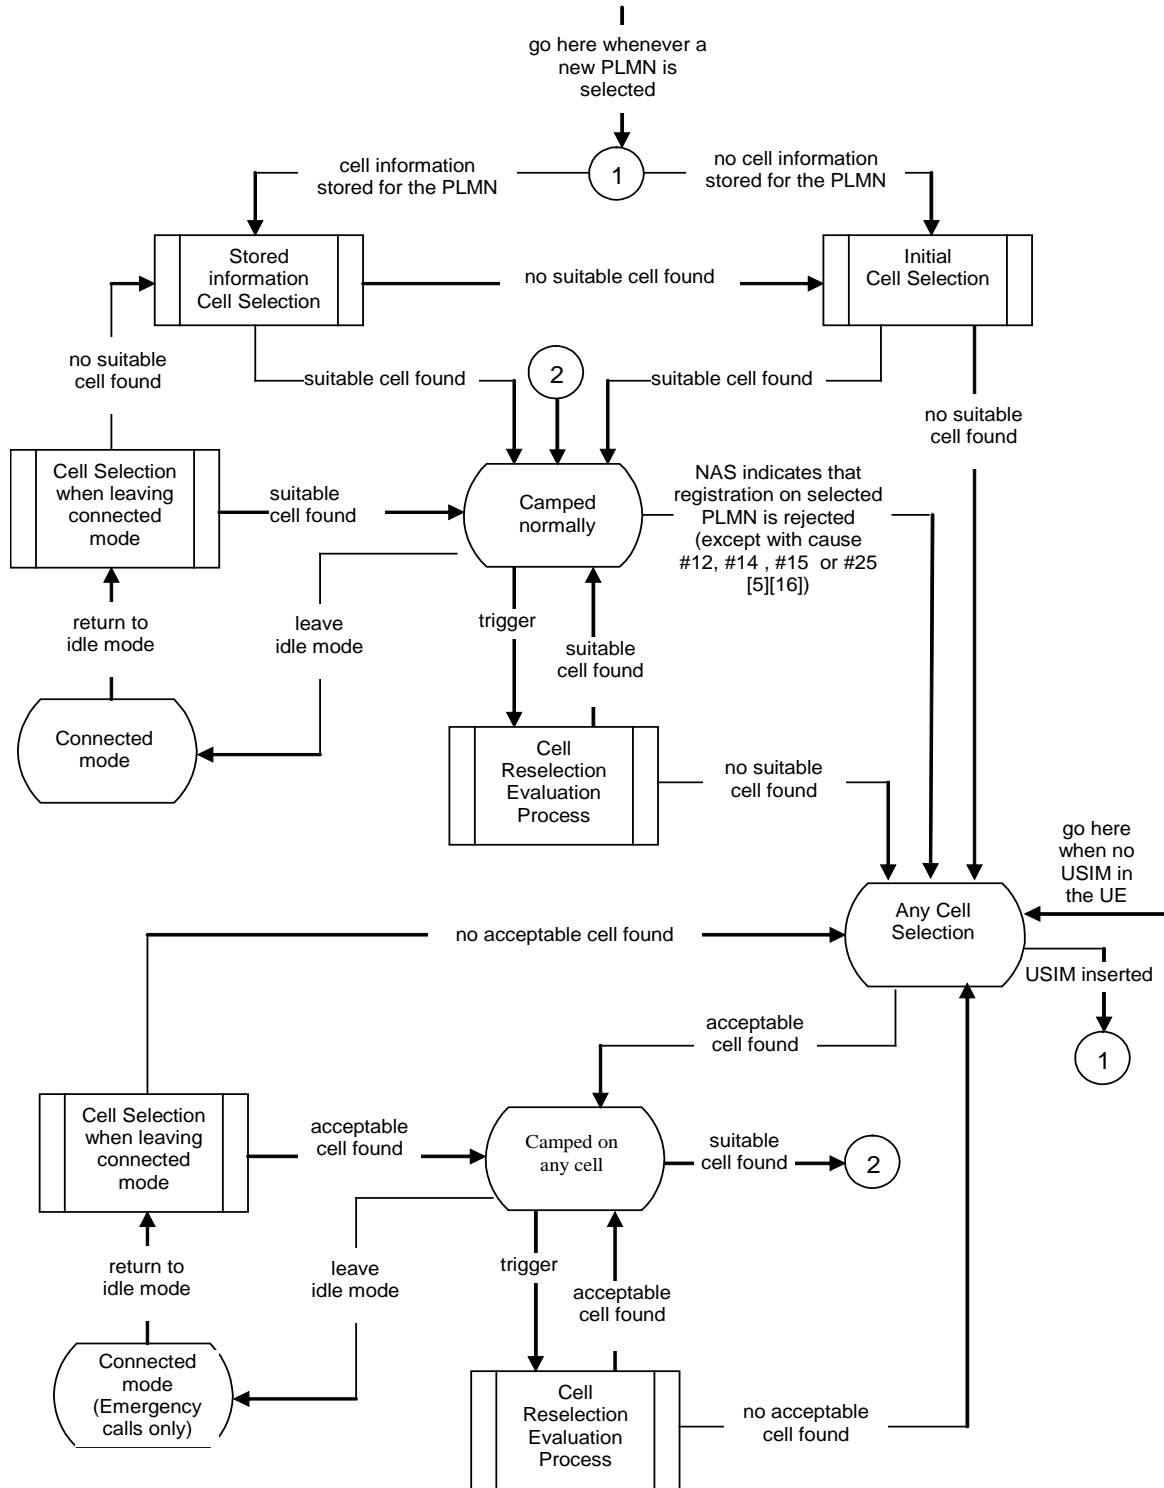 go here whenever a
new PLMN is
selected
cell information
stored for the PLMN
1
no cell information
stored for the PLMN
Stored
information
Cell Selection
no suitable cell found
Initial
Cell Selection
no suitable
cell found
suitable cell found
2
suitable cell found
no suitable
cell found
Cell Selection
when leaving
connected
mode
suitable
cell found
Camped
normally
NAS indicates that
registration on selected
PLMN is rejected
(except with cause
#12, #14 , #15 or #25
[5][16])
return to
idle mode
leave
idle mode
trigger
suitable
cell found
Connected
mode
Cell
Reselection
Evaluation
Process
no suitable
cell found
go here
when no
USIM in
the UE
Any Cell
Selection
no acceptable cell found
USIM inserted
1
acceptable
cell found
Cell Selection
when leaving
connected
mode
acceptable
cell found
Camped on
any cell
suitable
cell found
2
return to
idle mode
leave
idle mode
trigger
acceptable
cell found
Connected
mode
(Emergency
calls only)
Cell
Reselection
Evaluation
Process
no acceptable
cell found